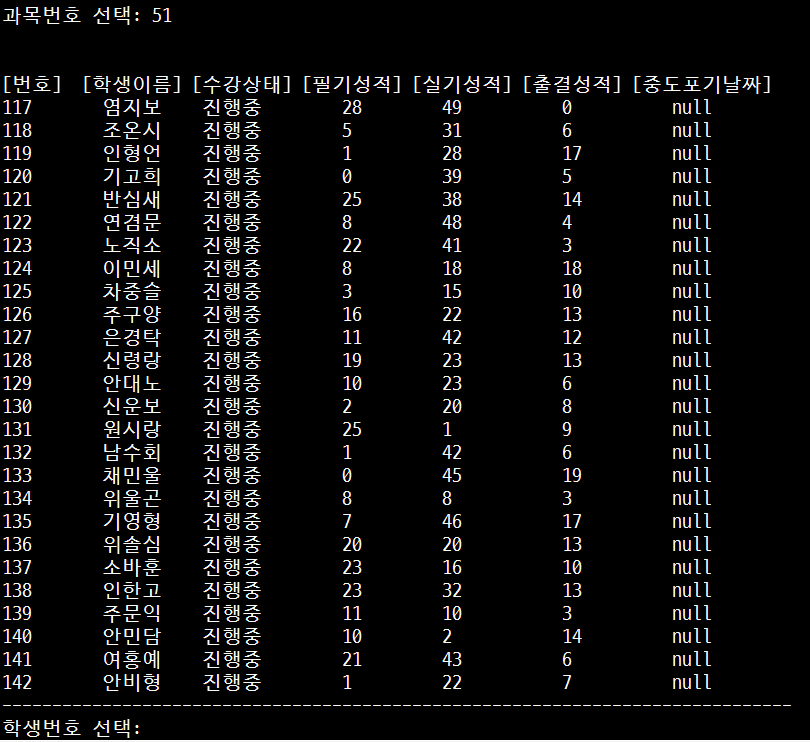 과목번호 선택: 51
[번호] [학생이름] [수강상태] [필기성적] [실기성적] [출결성적] [중도포기날짜]
117 염지보 진행중 28 49 0 null
118 조온시 진행중 5 31 6 null
119 인형언 진행중 1 28 17 null
120 기고희 진행중 0 39 5 null
121 반심새 진행중 25 38 14 null
122 연겸문 진행중 8 48 4 null
123 노직소 진행중 22 41 3 null
124 이민세 진행중 8 18 18 null
125 차중슬 진행중 3 15 10 null
126 주구양 진행중 16 22 13 null
127 은경탁 진행중 11 42 12 null
128 신령랑 진행중 19 23 13 null
129 안대노 진행중 10 23 6 null
130 신운보 진행중 2 20 8 null
131 원시랑 진행중 25 1 9 null
132 남수회 진행중 1 42 6 null
133 채민울 진행중 0 45 19 null
134 위울곤 진행중 8 8 3 null
135 기영형 진행중 7 46 17 null
136 위솔심 진행중 20 20 13 null
137 소바훈 진행중 23 16 10 null
138 인한고 진행중 23 32 13 null
139 주문익 진행중 11 10 3 null
140 안민담 진행중 10 2 14 null
141 여홍예 진행중 21 43 6 null
142 안비형 진행중 1 22 7 null
-------------------------------------------------------------------------------
학생번호 선택: